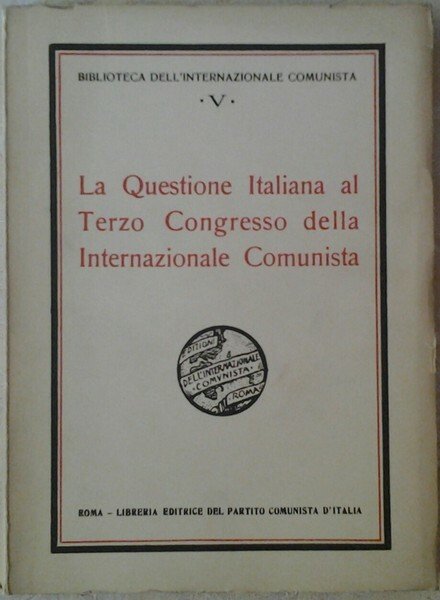 BIBLIOTECA DELL'INTERNAZIONALE COMUNISTA
· V ·
La Questione Italiana al
Terzo Congresso della
Internazionale Comunista
EDIZIONI
DELL'INTERNAZIONALE
COMVNISTA
ROMA
ROMA – LIBRERIA EDITRICE DEL PARTITO COMUNISTA D'ITALIA